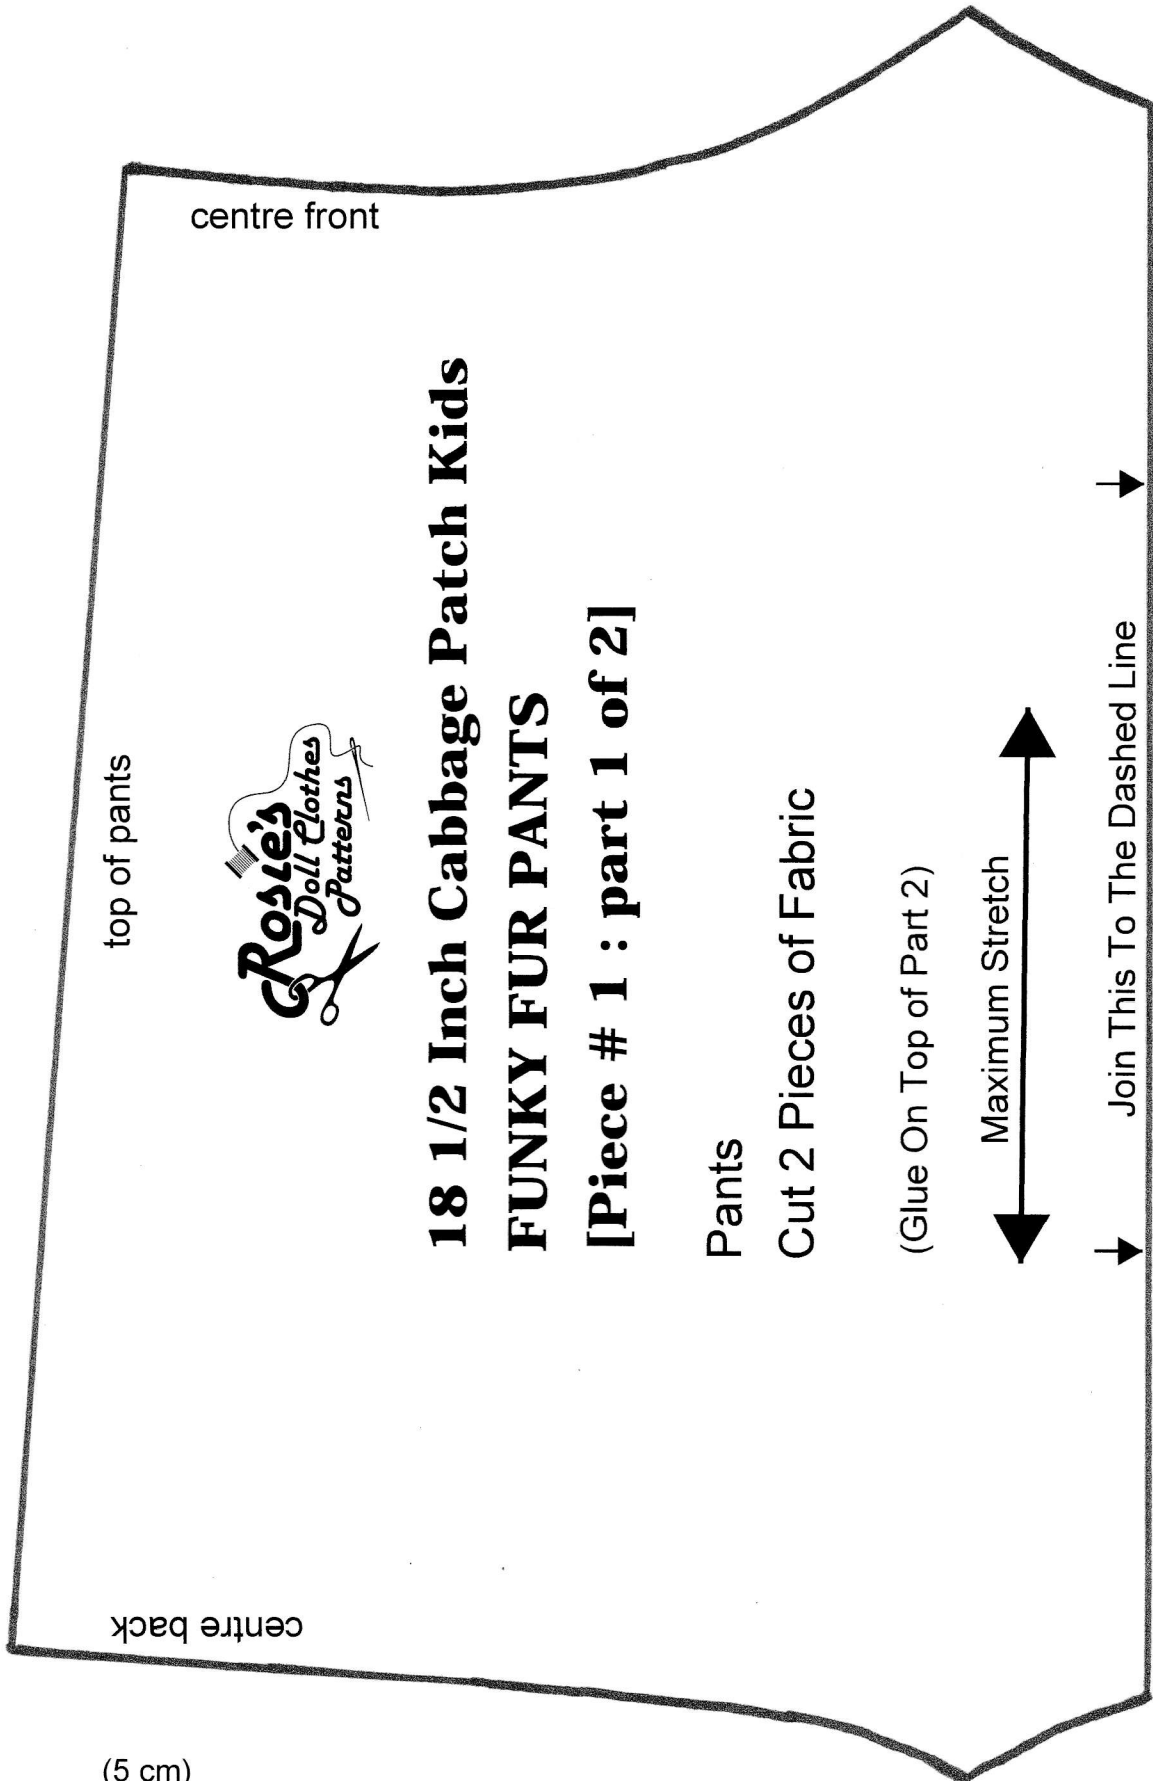 centre front
top of pants
Rosie's
Doll Clothes
Patterns
18 1/2 Inch Cabbage Patch Kids
FUNKY FUR PANTS
[Piece # 1 : part 1 of 2]
Pants
Cut 2 Pieces of Fabric
(Glue On Top of Part 2)
Maximum Stretch
Join This To The Dashed Line
centre back
(5 cm)